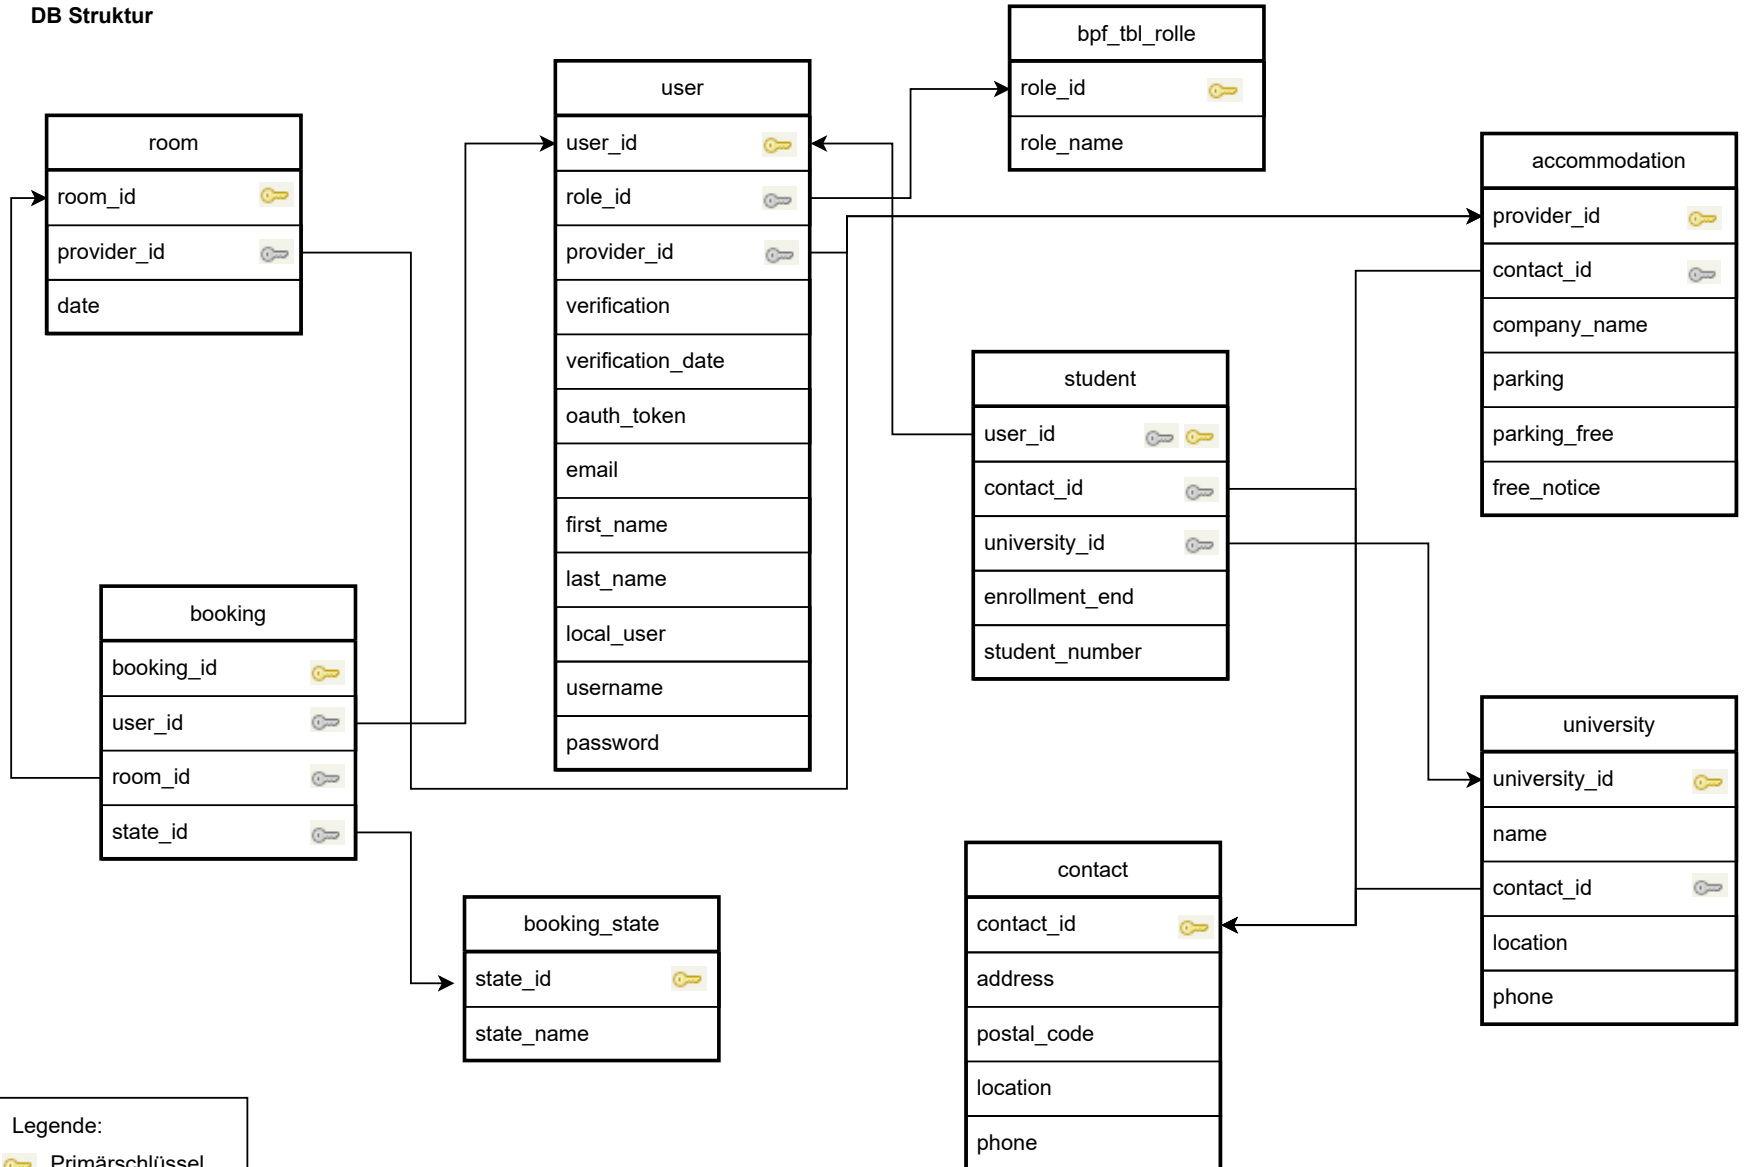 DB Struktur
bpf_tbl_rolle
role_id
role_name
user
user_id
role_id
provider_id
verification
verification_date
oauth_token
email
first_name
last_name
local_user
username
password
room
room_id
provider_id
date
accommodation
provider_id
contact_id
company_name
parking
parking_free
free_notice
student
user_id
contact_id
university_id
enrollment_end
student_number
booking
booking_id
user_id
room_id
state_id
university
university_id
name
contact_id
location
phone
contact
contact_id
address
postal_code
location
phone
booking_state
state_id
state_name
Legende:
Primärschlüssel